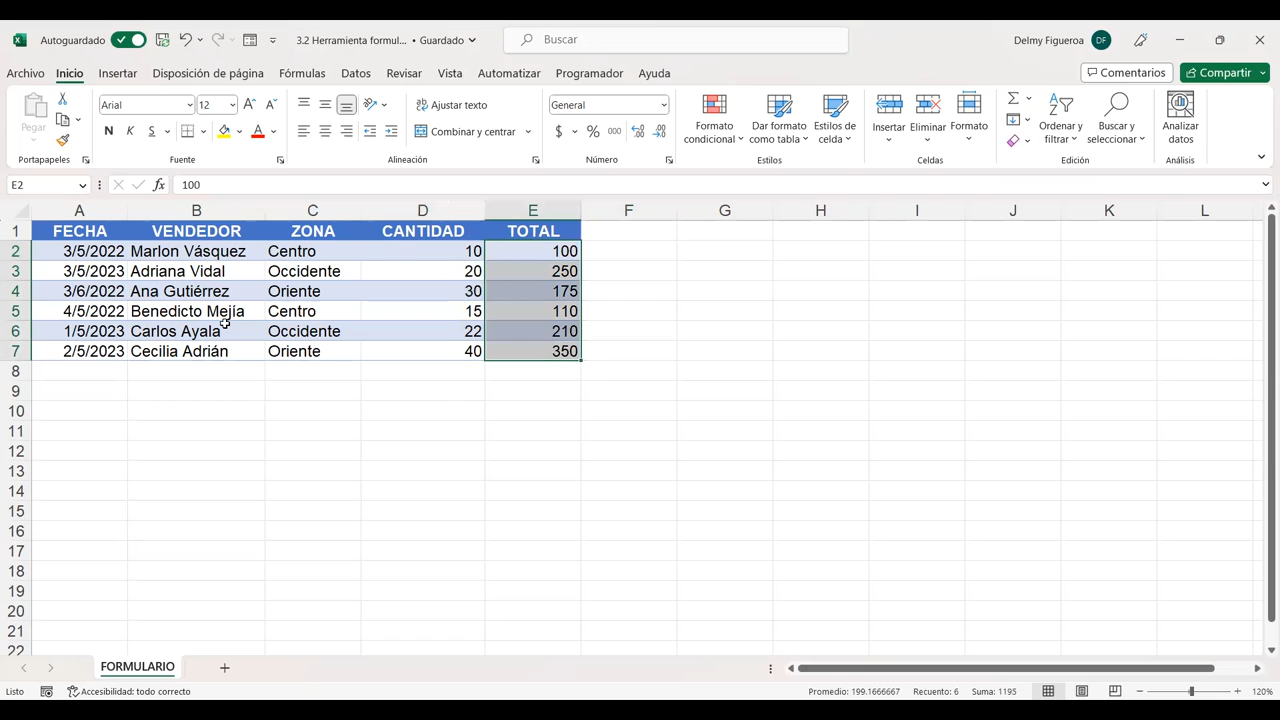 Autoguardado 3.2 Herramienta formul... • Guardado Buscar Delmy Figueroa DF
Archivo Inicio Insertar Disposición de página Fórmulas Datos Revisar Vista Automatizar Programador Ayuda Comentarios Compartir
Pegar Arial 12 Ajustar texto General Formato condicional Dar formato como tabla Estilos de celda Insertar Eliminar Formato Ordenar y filtrar Buscar y seleccionar Analizar datos
N K S Combinar y centrar $ % 000
Portapapeles Fuente Alineación Número Estilos Celdas Edición Análisis
E2 fx 100
A B C D E F G H I J K L
1 FECHA VENDEDOR ZONA CANTIDAD TOTAL
2 3/5/2022 Marlon Vásquez Centro 10 100
3 3/5/2023 Adriana Vidal Occidente 20 250
4 3/6/2022 Ana Gutiérrez Oriente 30 175
5 4/5/2022 Benedicto Mejía Centro 15 110
6 1/5/2023 Carlos Ayala Occidente 22 210
7 2/5/2023 Cecilia Adrián Oriente 40 350
8
9
10
11
12
13
14
15
16
17
18
19
20
21
22
FORMULARIO
Listo Accesibilidad: todo correcto Promedio: 199.1666667 Recuento: 6 Suma: 1195 120%